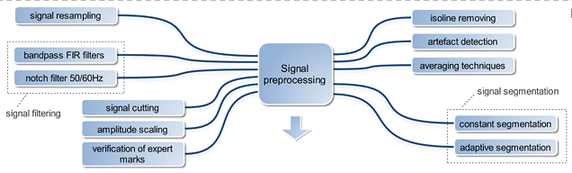 signal resampling
bandpass FIR filters
notch filter 50/60Hz
signal filtering
signal cutting
amplitude scaling
verification of expert
marks
Signal
preprocessing
isoline removing
artefact detection
averaging techniques
signal segmentation
constant segmentation
adaptive segmentation